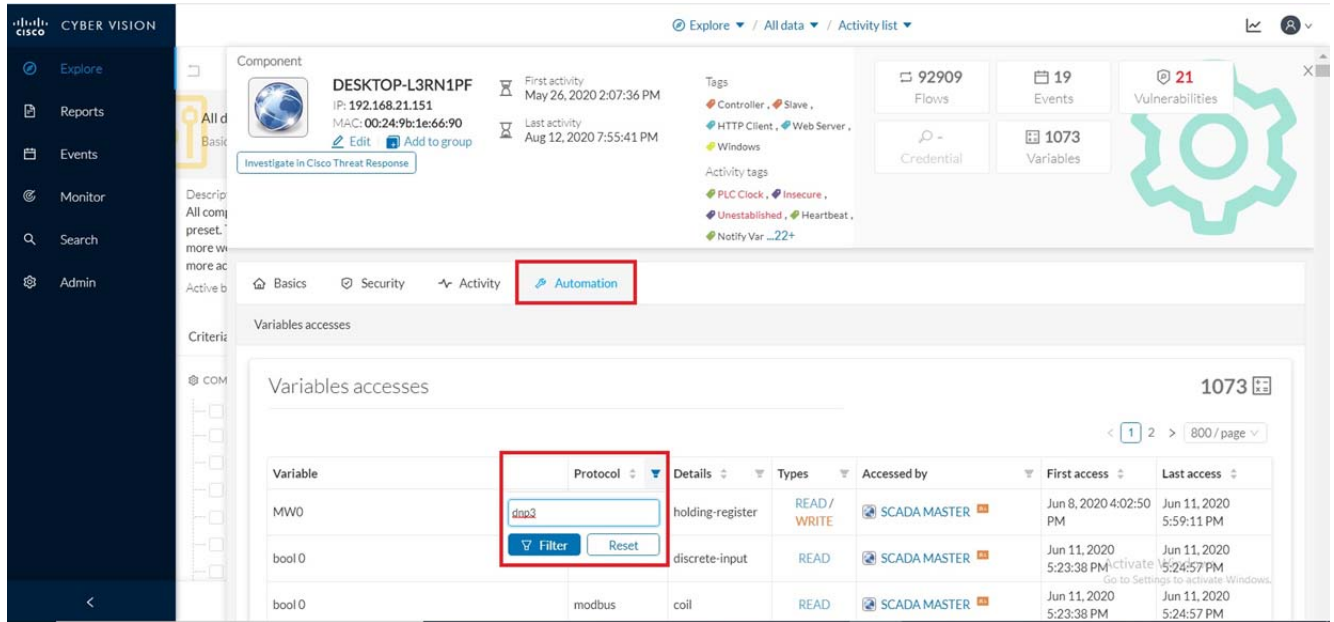 CISCO CYBER VISION
Explore / All data / Activity list
Explore
Reports
Events
Monitor
Search
Admin
<
All d
Basic
Descrip
All comp
preset.
more we
more ac
Active b
Criteria
COM
Component
DESKTOP-L3RN1PF
IP: 192.168.21.151
MAC: 00:24:9b:1e:66:90
Edit Add to group
Investigate in Cisco Threat Response
First activity
May 26, 2020 2:07:36 PM
Last activity
Aug 12, 2020 7:55:41 PM
Tags
Controller , Slave ,
HTTP Client , Web Server ,
Windows
Activity tags
PLC Clock , Insecure ,
Unestablished , Heartbeat ,
Notify Var ...22+
92909
Flows
19
Events
21
Vulnerabilities
-
Credential
1073
Variables
X
Basics Security Activity Automation
Variables accesses
Variables accesses 1073
< 1 2 > 800 / page
Variable Protocol Details Types Accessed by First access Last access
MW0 holding-register READ / WRITE SCADA MASTER Jun 8, 2020 4:02:50 PM Jun 11, 2020 5:59:11 PM
dnp3
Filter Reset
bool 0 discrete-input READ SCADA MASTER Jun 11, 2020 5:23:38 PM Jun 11, 2020 5:24:57 PM
Activate Windows
Go to Settings to activate Windows.
bool 0 modbus coil READ SCADA MASTER Jun 11, 2020 5:23:38 PM Jun 11, 2020 5:24:57 PM